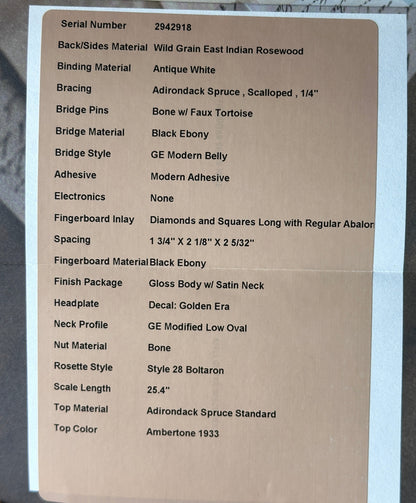 Serial Number 2942918
Back/Sides Material Wild Grain East Indian Rosewood
Binding Material Antique White
Bracing Adirondack Spruce , Scalloped , 1/4"
Bridge Pins Bone w/ Faux Tortoise
Bridge Material Black Ebony
Bridge Style GE Modern Belly
Adhesive Modern Adhesive
Electronics None
Fingerboard Inlay Diamonds and Squares Long with Regular Abalon
Spacing 1 3/4" X 2 1/8" X 2 5/32"
Fingerboard Material Black Ebony
Finish Package Gloss Body w/ Satin Neck
Headplate Decal: Golden Era
Neck Profile GE Modified Low Oval
Nut Material Bone
Rosette Style Style 28 Boltaron
Scale Length 25.4"
Top Material Adirondack Spruce Standard
Top Color Ambertone 1933